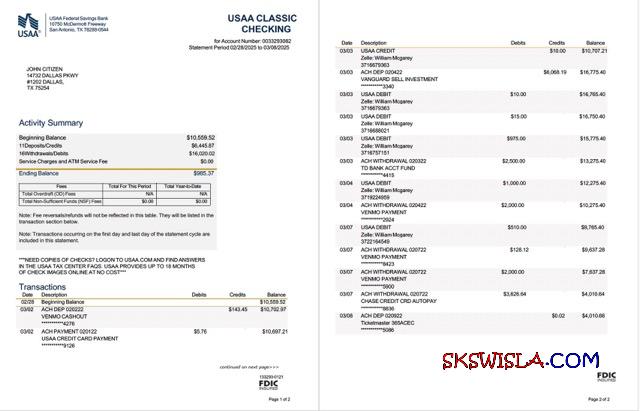 USAA
USAA Federal Savings Bank
10750 McDermott Freeway
San Antonio, TX 78288-0544
USAA CLASSIC
CHECKING
for Account Number: 0033293082
Statement Period 02/28/2025 to 03/08/2025
JOHN CITIZEN
14732 DALLAS PKWY
#1202 DALLAS,
TX 75254
Activity Summary
Beginning Balance $10,559.52
11Deposits/Credits $6,445.87
16Withdrawals/Debits $16,020.02
Service Charges and ATM Service Fee $0.00
Ending Balance $985.37
Fees Total For This Period Total Year-to-Date
Total Overdraft (OD) Fees N/A N/A
Total Non-Sufficient Funds (NSF) Fees $0.00 $0.00
Note: Fee reversals/refunds will not be reflected in this table. They will be listed in the
transaction section below.
Note: Transactions occurring on the first and last day of the statement cycle are
included in this statement.
***NEED COPIES OF CHECKS? LOGON TO USAA.COM AND FIND ANSWERS
IN THE USAA TAX CENTER FAQS. USAA PROVIDES UP TO 18 MONTHS
OF CHECK IMAGES ONLINE AT NO COST***
Transactions
Date Description Debits Credits Balance
02/28 Beginning Balance $10,559.52
03/02 ACH DEP 020222 $143.45 $10,702.97
VENMO CASHOUT
***********4276
03/02 ACH PAYMENT 020122 $5.76 $10,697.21
USAA CREDIT CARD PAYMENT
***********9126
continued on next page>>>
133293-0121
FDIC
INSURED
Page 1 of 2
Date Description Debits Credits Balance
03/03 USAA CREDIT $10.00 $10,707.21
Zelle: William Mcgarey
3716679363
03/03 ACH DEP 020422 $6,068.19 $16,775.40
VANGUARD SELL INVESTMENT
***********3340
03/03 USAA DEBIT $10.00 $16,765.40
Zelle: William Mcgarey
3716679363
03/03 USAA DEBIT $15.00 $16,750.40
Zelle: William Mcgarey
3716688021
03/03 USAA DEBIT $975.00 $15,775.40
Zelle: William Mcgarey
3716757151
03/03 ACH WITHDRAWAL 020322 $2,500.00 $13,275.40
TD BANK ACCT FUND
***********4415
03/04 USAA DEBIT $1,000.00 $12,275.40
Zelle: William Mcgarey
3719224959
03/04 ACH WITHDRAWAL 020422 $2,000.00 $10,275.40
VENMO PAYMENT
***********2924
03/07 USAA DEBIT $510.00 $9,765.40
Zelle: William Mcgarey
3722164549
03/07 ACH WITHDRAWAL 020722 $128.12 $9,637.28
VENMO PAYMENT
***********8423
03/07 ACH WITHDRAWAL 020722 $2,000.00 $7,637.28
VENMO PAYMENT
***********5900
03/07 ACH WITHDRAWAL 020722 $3,626.64 $4,010.64
CHASE CREDIT CRD AUTOPAY
***********8636
03/08 ACH DEP 020922 $0.02 $4,010.66
Ticketmaster 365ACEC
***********5086
SKSWISLA.COM
FDIC
INSURED
Page 2 of 2